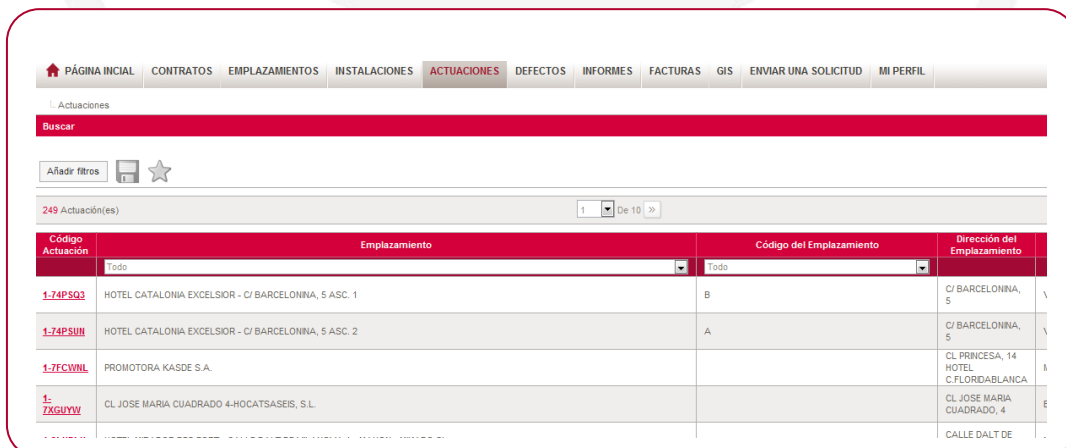 PÁGINA INCIAL CONTRATOS EMPLAZAMIENTOS INSTALACIONES ACTUACIONES DEFECTOS INFORMES FACTURAS GIS ENVIAR UNA SOLICITUD MI PERFIL
Actuaciones
Buscar
Añadir filtros
249 Actuación(es) 1 De 10 »
Código Actuación Emplazamiento Código del Emplazamiento Dirección del Emplazamiento
Todo Todo
1-74PSQ3 HOTEL CATALONIA EXCELSIOR - C/ BARCELONINA, 5 ASC. 1 B C/ BARCELONINA, 5
1-74PSUN HOTEL CATALONIA EXCELSIOR - C/ BARCELONINA, 5 ASC. 2 A C/ BARCELONINA, 5
1-7FCWNL PROMOTORA KASDE S.A. CL PRINCESA, 14 HOTEL C.FLORIDABLANCA
1-7XGUYW CL JOSE MARIA CUADRADO 4-HOCATSASEIS, S.L. CL JOSE MARIA CUADRADO, 4
CALLE DALT DE